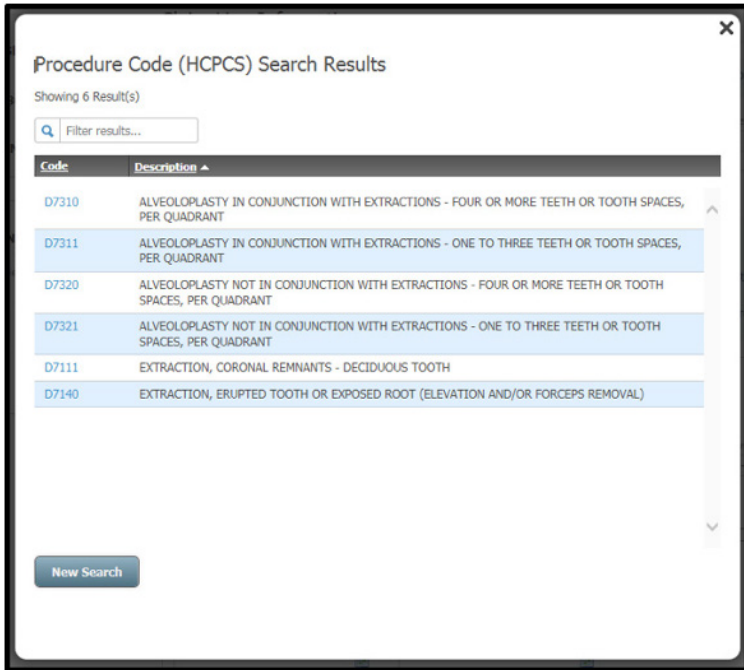 Procedure Code (HCPCS) Search Results
Showing 6 Result(s)
Filter results...
Code Description
D7310 ALVEOLOPLASTY IN CONJUNCTION WITH EXTRACTIONS - FOUR OR MORE TEETH OR TOOTH SPACES,
PER QUADRANT
D7311 ALVEOLOPLASTY IN CONJUNCTION WITH EXTRACTIONS - ONE TO THREE TEETH OR TOOTH SPACES,
PER QUADRANT
D7320 ALVEOLOPLASTY NOT IN CONJUNCTION WITH EXTRACTIONS - FOUR OR MORE TEETH OR TOOTH
SPACES, PER QUADRANT
D7321 ALVEOLOPLASTY NOT IN CONJUNCTION WITH EXTRACTIONS - ONE TO THREE TEETH OR TOOTH
SPACES, PER QUADRANT
D7111 EXTRACTION, CORONAL REMNANTS - DECIDUOUS TOOTH
D7140 EXTRACTION, ERUPTED TOOTH OR EXPOSED ROOT (ELEVATION AND/OR FORCEPS REMOVAL)
New Search